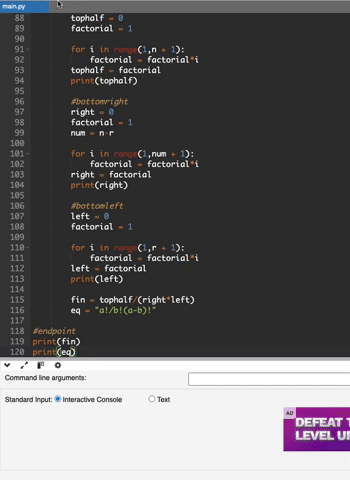 main.py
88 tophalf = 0
89 factorial = 1
90
91 for i in range(1,n + 1):
92 factorial = factorial*i
93 tophalf = factorial
94 print(tophalf)
95
96 #bottomright
97 right = 0
98 factorial = 1
99 num = n-r
100
101 for i in range(1,num + 1):
102 factorial = factorial*i
103 right = factorial
104 print(right)
105
106 #bottomleft
107 left = 0
108 factorial = 1
109
110 for i in range(1,r + 1):
111 factorial = factorial*i
112 left = factorial
113 print(left)
114
115 fin = tophalf/(right*left)
116 eq = "a!/b!(a-b)!"
117
118 #endpoint
119 print(fin)
120 print(eq)
Command line arguments:
Standard Input: Interactive Console Text
AD
DEFEAT T
LEVEL U